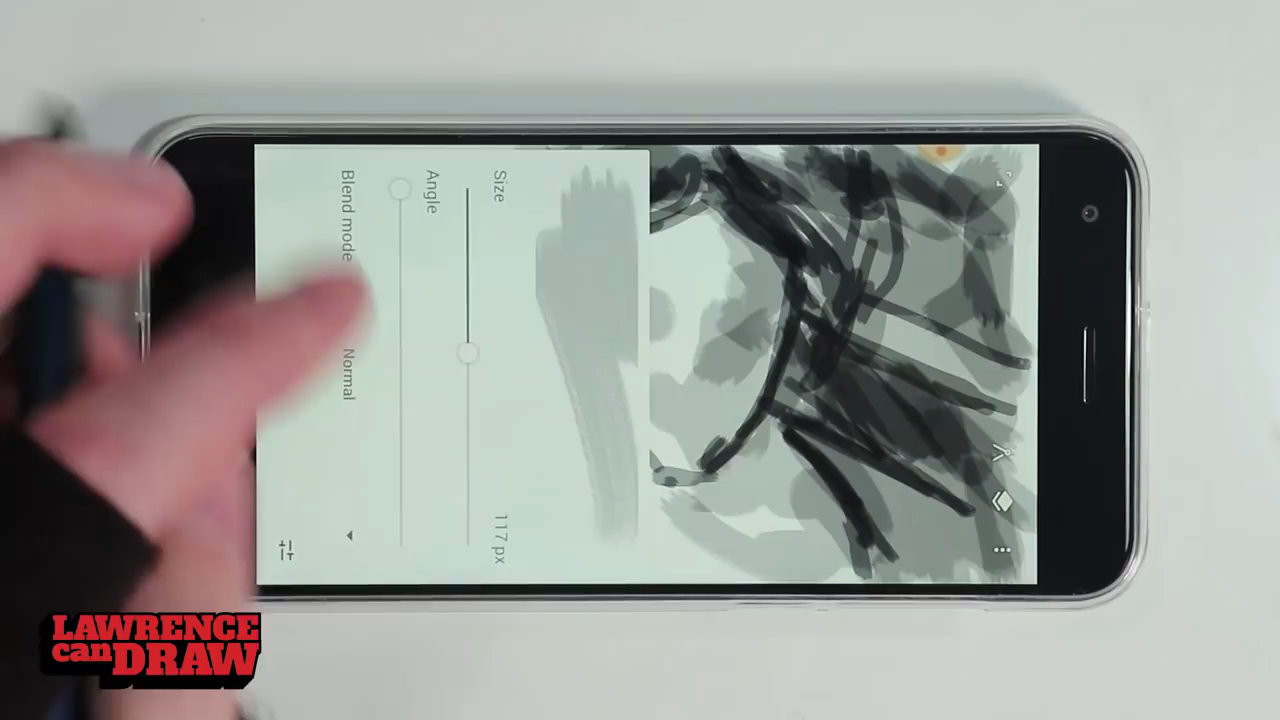 Size
117 px
Angle
Blend mode
Normal
LAWRENCE
can DRAW